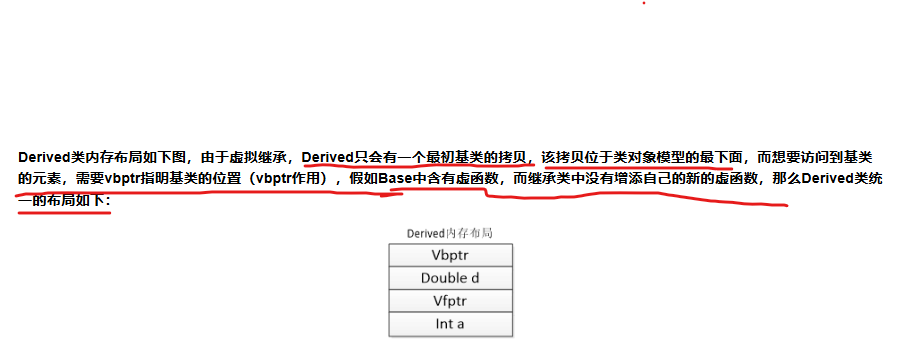 Derived类内存布局如下图，由于虚拟继承，Derived只会有一个最初基类的拷贝，该拷贝位于类对象模型的最下面，而想要访问到基类
的元素，需要vbptr指明基类的位置（vbptr作用），假如Base中含有虚函数，而继承类中没有增添自己的新的虚函数，那么Derived类统
一的布局如下：
Derived内存布局
Vbptr
Double d
Vfptr
Int a